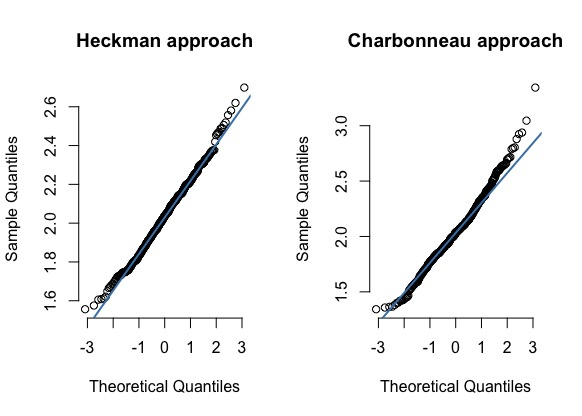 Heckman approach
Sample Quantiles
2.6
2.4
2.2
2.0
1.8
1.6
-3 -1 0 1 2 3
Theoretical Quantiles
Charbonneau approach
Sample Quantiles
3.0
2.5
2.0
1.5
-3 -1 0 1 2 3
Theoretical Quantiles